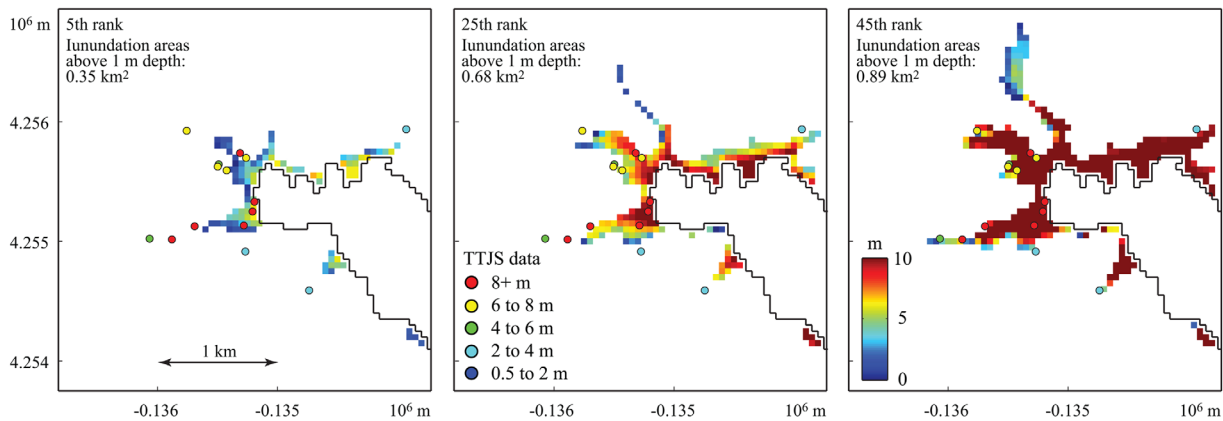 10⁶ m
5th rank
Iunundation areas
above 1 m depth:
0.35 km²
25th rank
Iunundation areas
above 1 m depth:
0.68 km²
45th rank
Iunundation areas
above 1 m depth:
0.89 km²
4.256
4.255
4.254
1 km
TTJS data
8+ m
6 to 8 m
4 to 6 m
2 to 4 m
0.5 to 2 m
m
10
5
0
-0.136
-0.135
10⁶ m
-0.136
-0.135
10⁶ m
-0.136
-0.135
10⁶ m